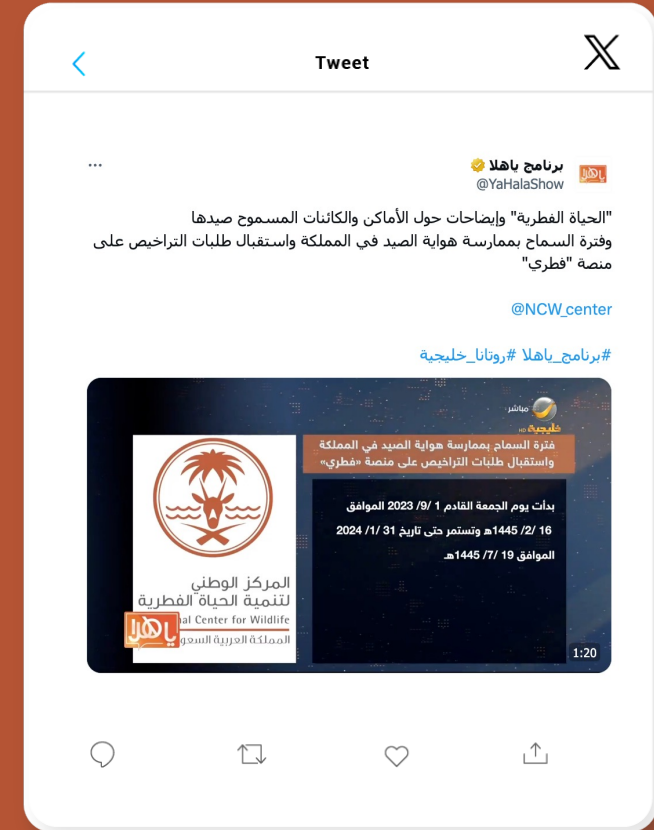 Tweet
X
برنامج ياهلا
@YaHalaShow
ياهلا
...
"الحياة الفطرية" وإيضاحات حول الأماكن والكائنات المسموح صيدها
وفترة السماح بممارسة هواية الصيد في المملكة واستقبال طلبات التراخيص على
منصة "فطري"
@NCW_center
#برنامج_ياهلا #روتانا_خليجية
مباشر
خليجية HD
فترة السماح بممارسة هواية الصيد في المملكة
واستقبال طلبات التراخيص على منصة «فطري»
بدأت يوم الجمعة القادم 1 /9/ 2023 الموافق
16 /2/ 1445هـ وتستمر حتى تاريخ 31 /1/ 2024
الموافق 19 /7/ 1445هـ
المركز الوطني
لتنمية الحياة الفطرية
al Center for Wildlife
المملكة العربية السعو
ياهلا
1:20